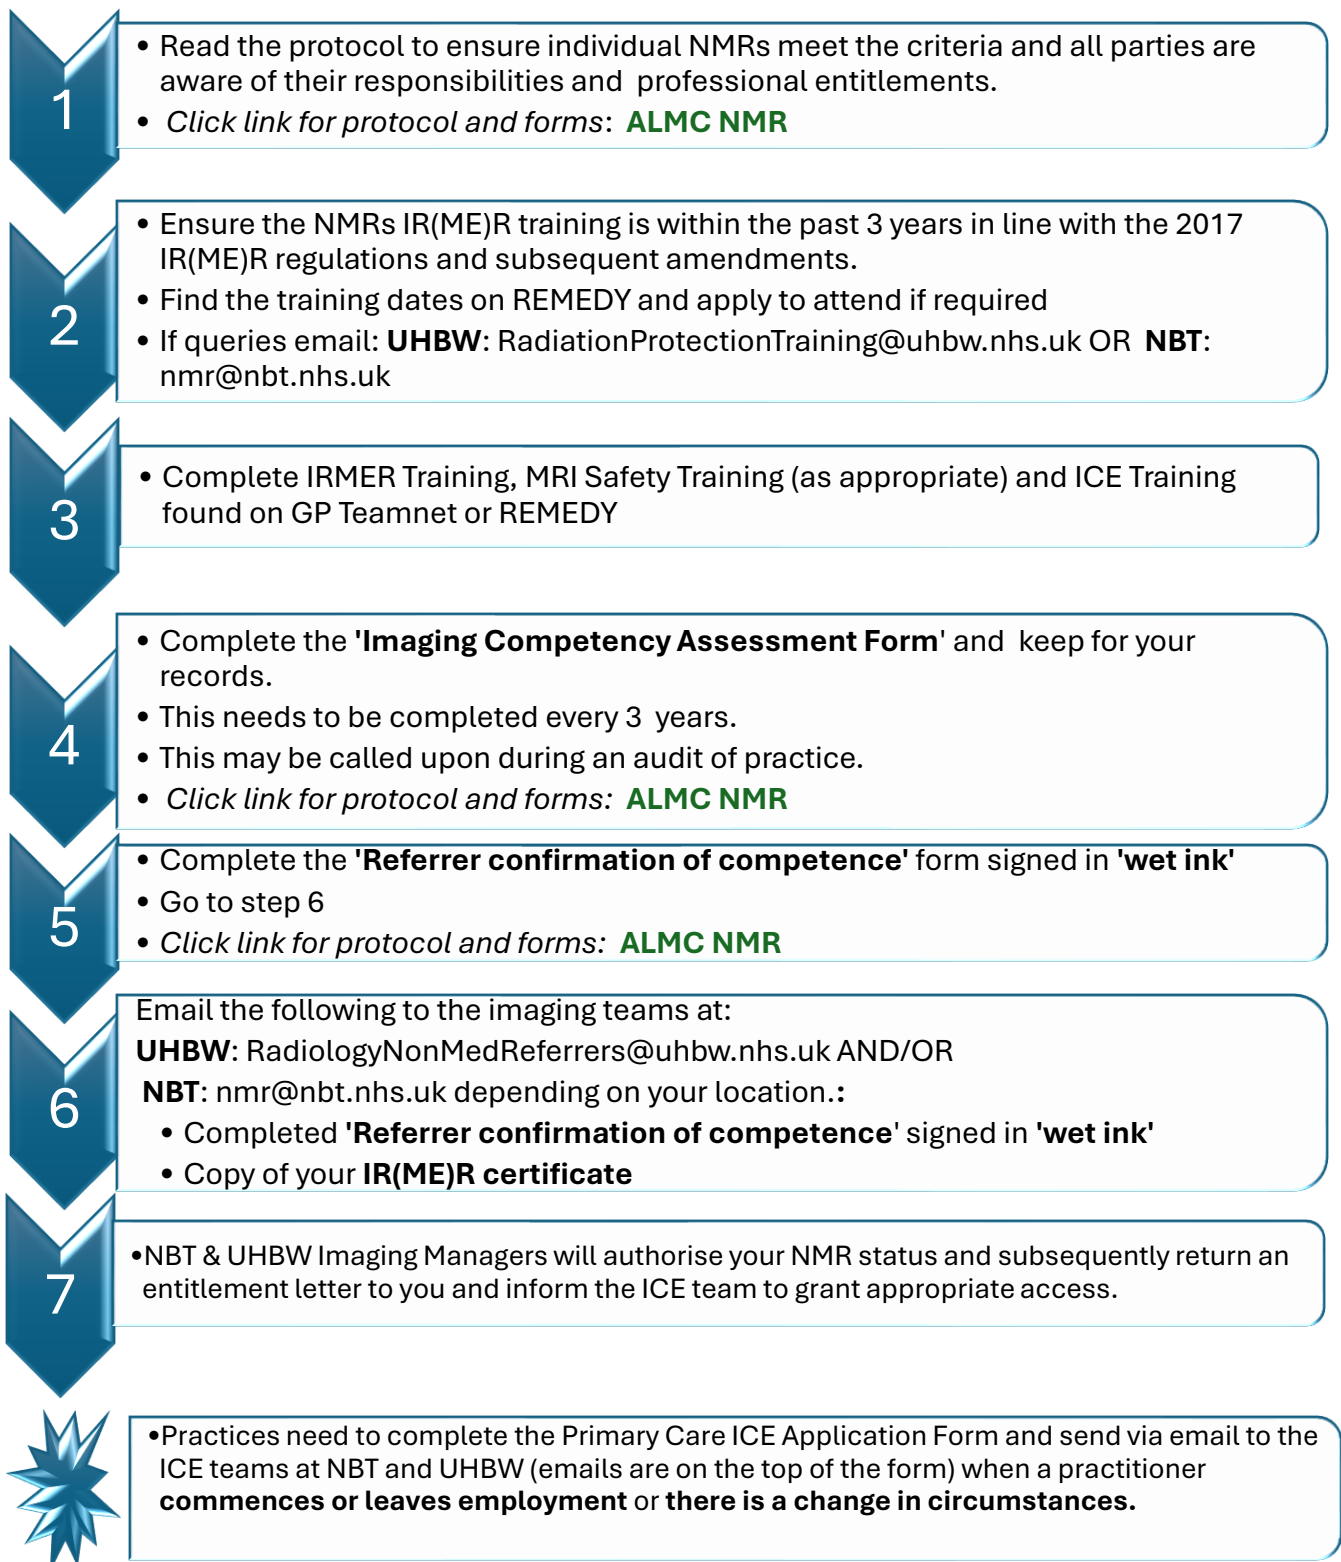 1
• Read the protocol to ensure individual NMRs meet the criteria and all parties are
aware of their responsibilities and professional entitlements.
• Click link for protocol and forms: ALMC NMR
2
• Ensure the NMRs IR(ME)R training is within the past 3 years in line with the 2017
IR(ME)R regulations and subsequent amendments.
• Find the training dates on REMEDY and apply to attend if required
• If queries email: UHBW: RadiationProtectionTraining@uhbw.nhs.uk OR NBT:
nmr@nbt.nhs.uk
3
• Complete IRMER Training, MRI Safety Training (as appropriate) and ICE Training
found on GP Teamnet or REMEDY
4
• Complete the 'Imaging Competency Assessment Form' and keep for your
records.
• This needs to be completed every 3 years.
• This may be called upon during an audit of practice.
• Click link for protocol and forms: ALMC NMR
5
• Complete the 'Referrer confirmation of competence' form signed in 'wet ink'
• Go to step 6
• Click link for protocol and forms: ALMC NMR
6
Email the following to the imaging teams at:
UHBW: RadiologyNonMedReferrers@uhbw.nhs.uk AND/OR
NBT: nmr@nbt.nhs.uk depending on your location.:
• Completed 'Referrer confirmation of competence' signed in 'wet ink'
• Copy of your IR(ME)R certificate
7
•NBT & UHBW Imaging Managers will authorise your NMR status and subsequently return an
entitlement letter to you and inform the ICE team to grant appropriate access.
•Practices need to complete the Primary Care ICE Application Form and send via email to the
ICE teams at NBT and UHBW (emails are on the top of the form) when a practitioner
commences or leaves employment or there is a change in circumstances.